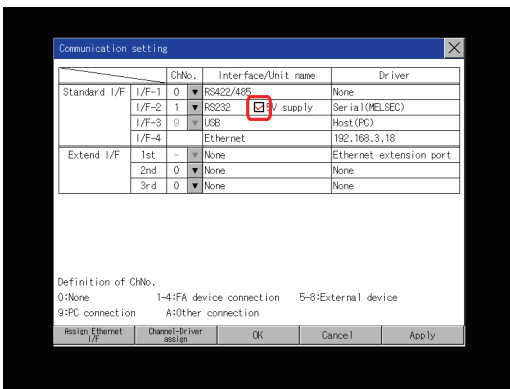 Communication setting
ChNo. Interface/Unit name Driver
Standard I/F I/F-1 0 RS422/485 None
I/F-2 1 RS232 5V supply Serial(MELSEC)
I/F-3 9 USB Host(PC)
I/F-4 Ethernet 192.168.3.18
Extend I/F 1st - None Ethernet extension port
2nd 0 None None
3rd 0 None None
Definition of ChNo.
0:None 1-4:FA device connection 5-8:External device
9:PC connection A:Other connection
Assign Ethernet I/F Channel-Driver assign OK Cancel Apply